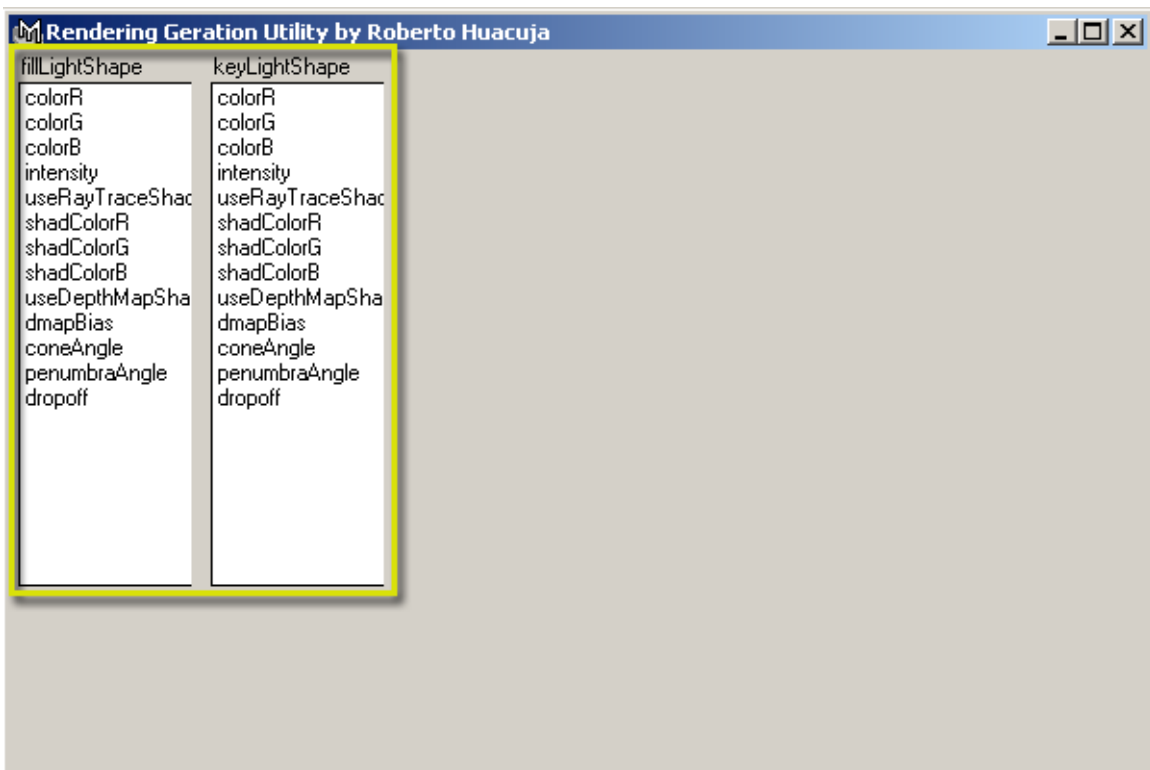 Rendering Geration Utility by Roberto Huacuja
fillLightShape
colorR
colorG
colorB
intensity
useRayTraceShad
shadColorR
shadColorG
shadColorB
useDepthMapSha
dmapBias
coneAngle
penumbraAngle
dropoff
keyLightShape
colorR
colorG
colorB
intensity
useRayTraceShad
shadColorR
shadColorG
shadColorB
useDepthMapSha
dmapBias
coneAngle
penumbraAngle
dropoff